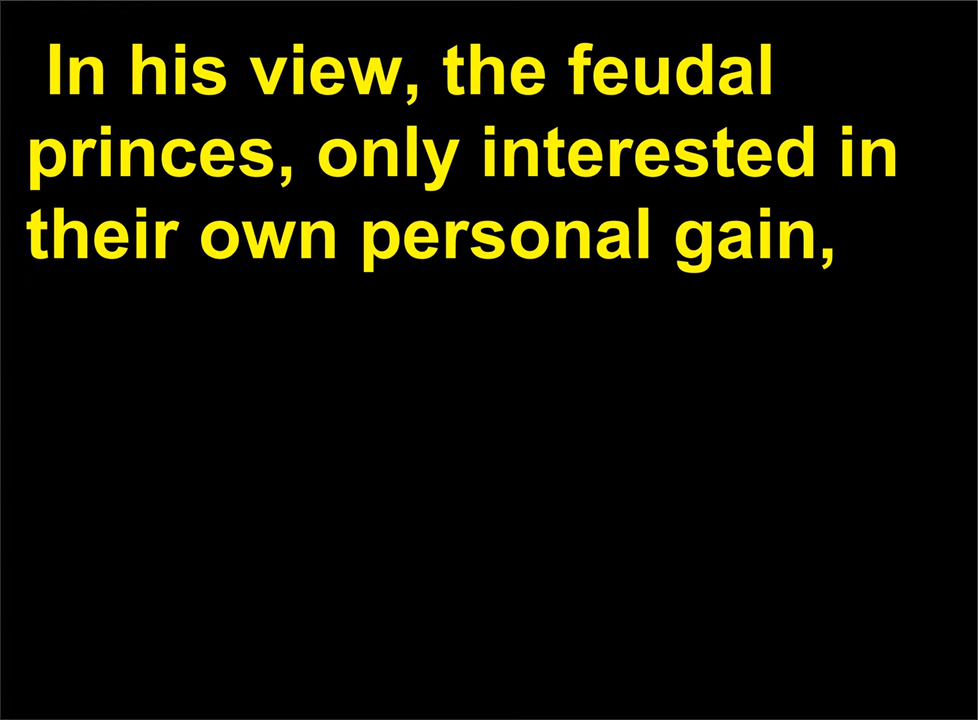 In his view, the feudal
princes, only interested in
their own personal gain,